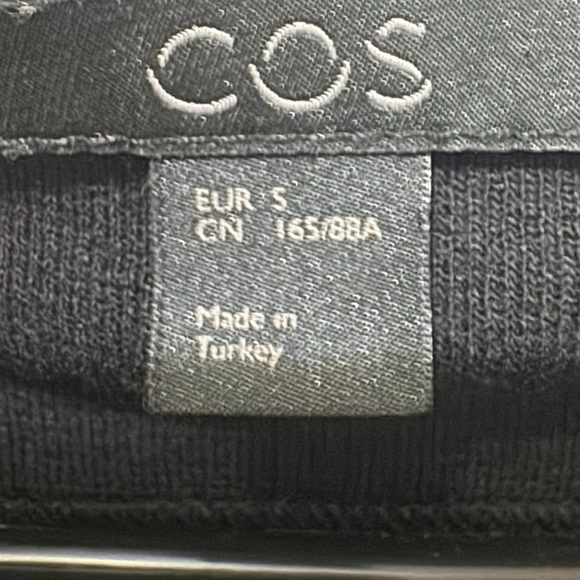 COS
EUR S
CN 165/88A
Made in
Turkey